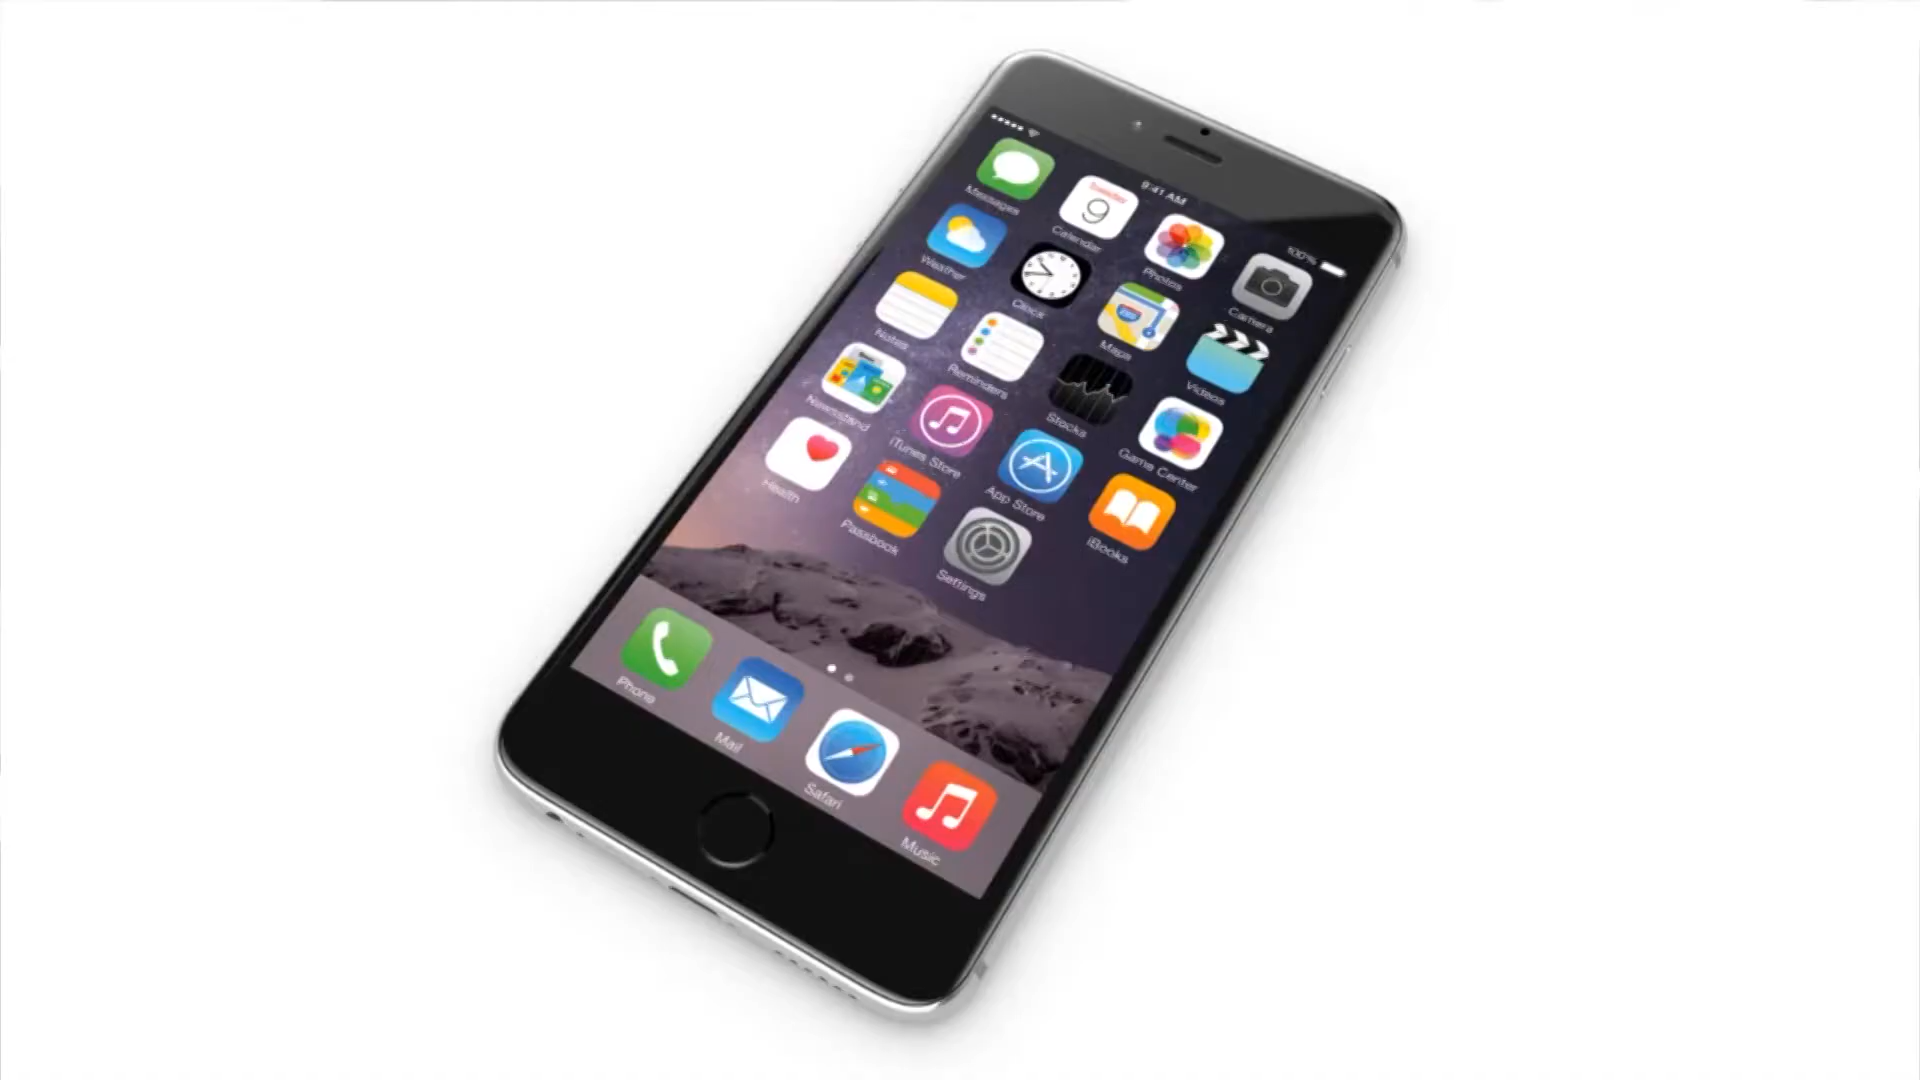 9:41 AM
100%
Messages
Tuesday
9
Calendar
Photos
Camera
Weather
Clock
Maps
Videos
Notes
Reminders
Stocks
Game Center
Newsstand
iTunes Store
App Store
iBooks
Health
Passbook
Settings
Phone
Mail
Safari
Music